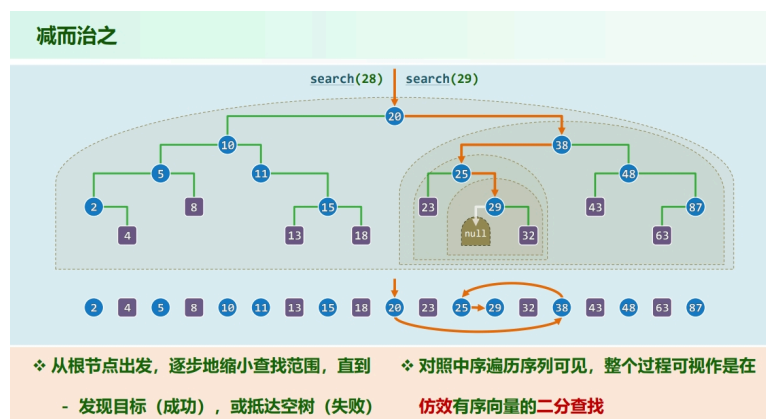 减而治之
search(28) search(29)
20
10 38
5 11 25 48
2 8 15 23 29 43 87
4 13 18 null 32 63
2 4 5 8 10 11 13 15 18 20 23 25 29 32 38 43 48 63 87
❖ 从根节点出发，逐步地缩小查找范围，直到
- 发现目标（成功），或抵达空树（失败）
❖ 对照中序遍历序列可见，整个过程可视作是在
仿效有序向量的二分查找